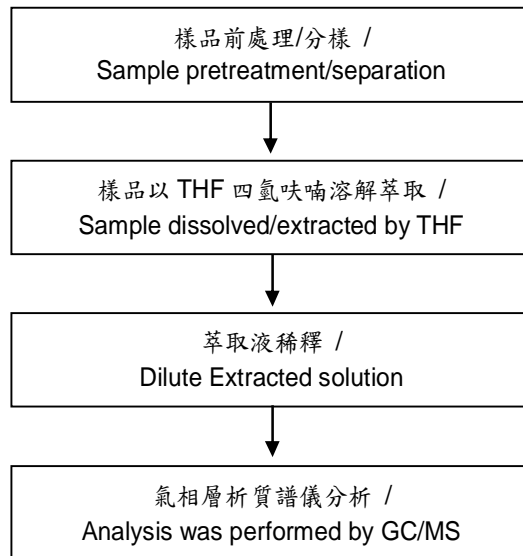 樣品前處理/分樣 /
Sample pretreatment/separation
樣品以 THF 四氫呋喃溶解萃取 /
Sample dissolved/extracted by THF
萃取液稀釋 /
Dilute Extracted solution
氣相層析質譜儀分析 /
Analysis was performed by GC/MS